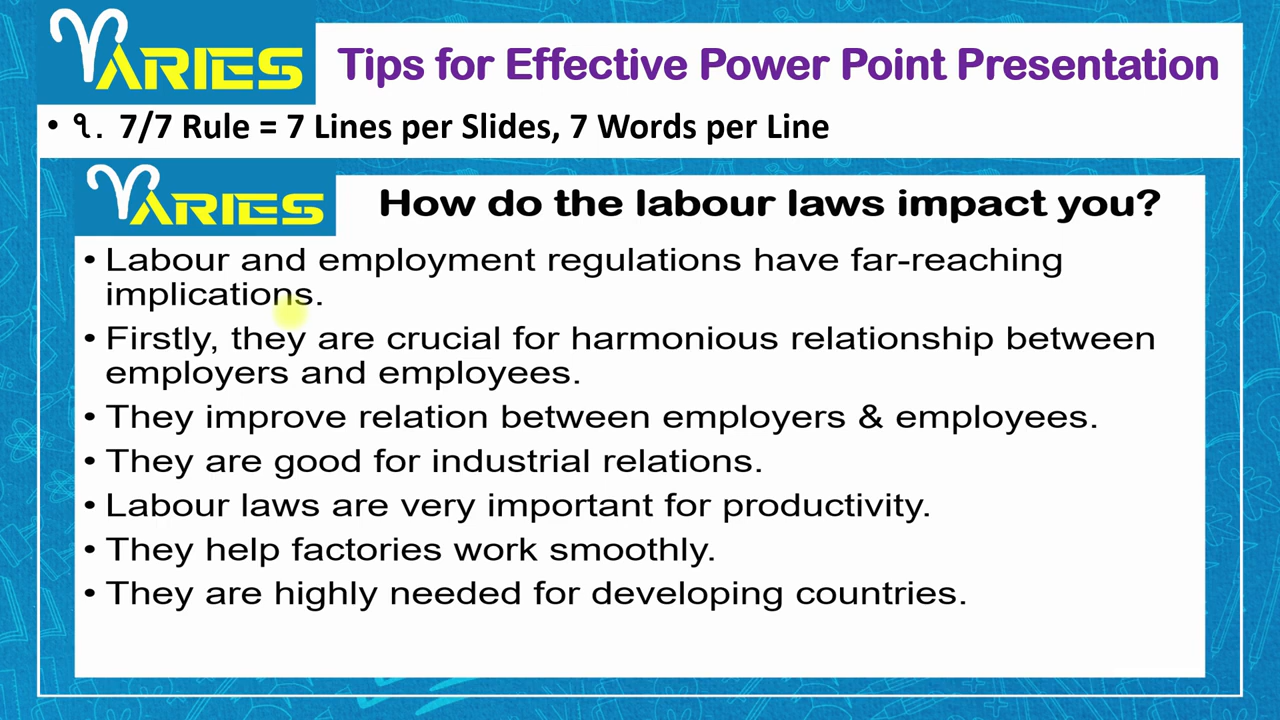 ARIES
Tips for Effective Power Point Presentation
• १. 7/7 Rule = 7 Lines per Slides, 7 Words per Line
ARIES
How do the labour laws impact you?
• Labour and employment regulations have far-reaching
implications.
• Firstly, they are crucial for harmonious relationship between
employers and employees.
• They improve relation between employers & employees.
• They are good for industrial relations.
• Labour laws are very important for productivity.
• They help factories work smoothly.
• They are highly needed for developing countries.